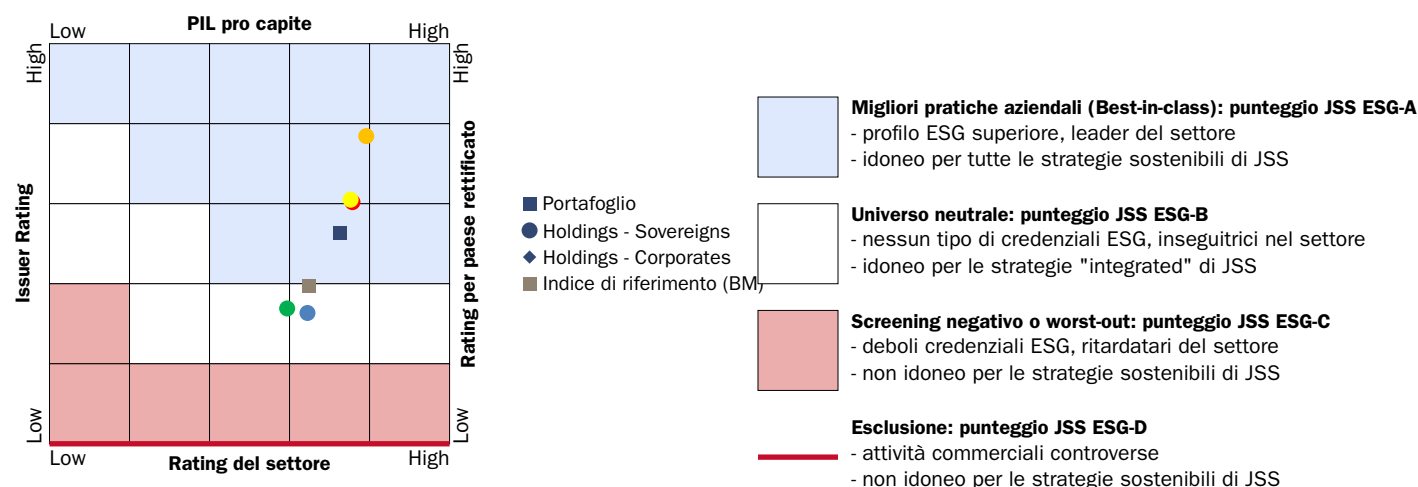 PIL pro capite
Low
High
High
High
Issuer Rating
Rating per paese rettificato
Low
Low
Low
Rating del settore
High
Portafoglio
Holdings - Sovereigns
Holdings - Corporates
Indice di riferimento (BM)
Migliori pratiche aziendali (Best-in-class): punteggio JSS ESG-A
- profilo ESG superiore, leader del settore
- idoneo per tutte le strategie sostenibili di JSS
Universo neutrale: punteggio JSS ESG-B
- nessun tipo di credenziali ESG, inseguitrici nel settore
- idoneo per le strategie "integrated" di JSS
Screening negativo o worst-out: punteggio JSS ESG-C
- deboli credenziali ESG, ritardatari del settore
- non idoneo per le strategie sostenibili di JSS
Esclusione: punteggio JSS ESG-D
- attività commerciali controverse
- non idoneo per le strategie sostenibili di JSS